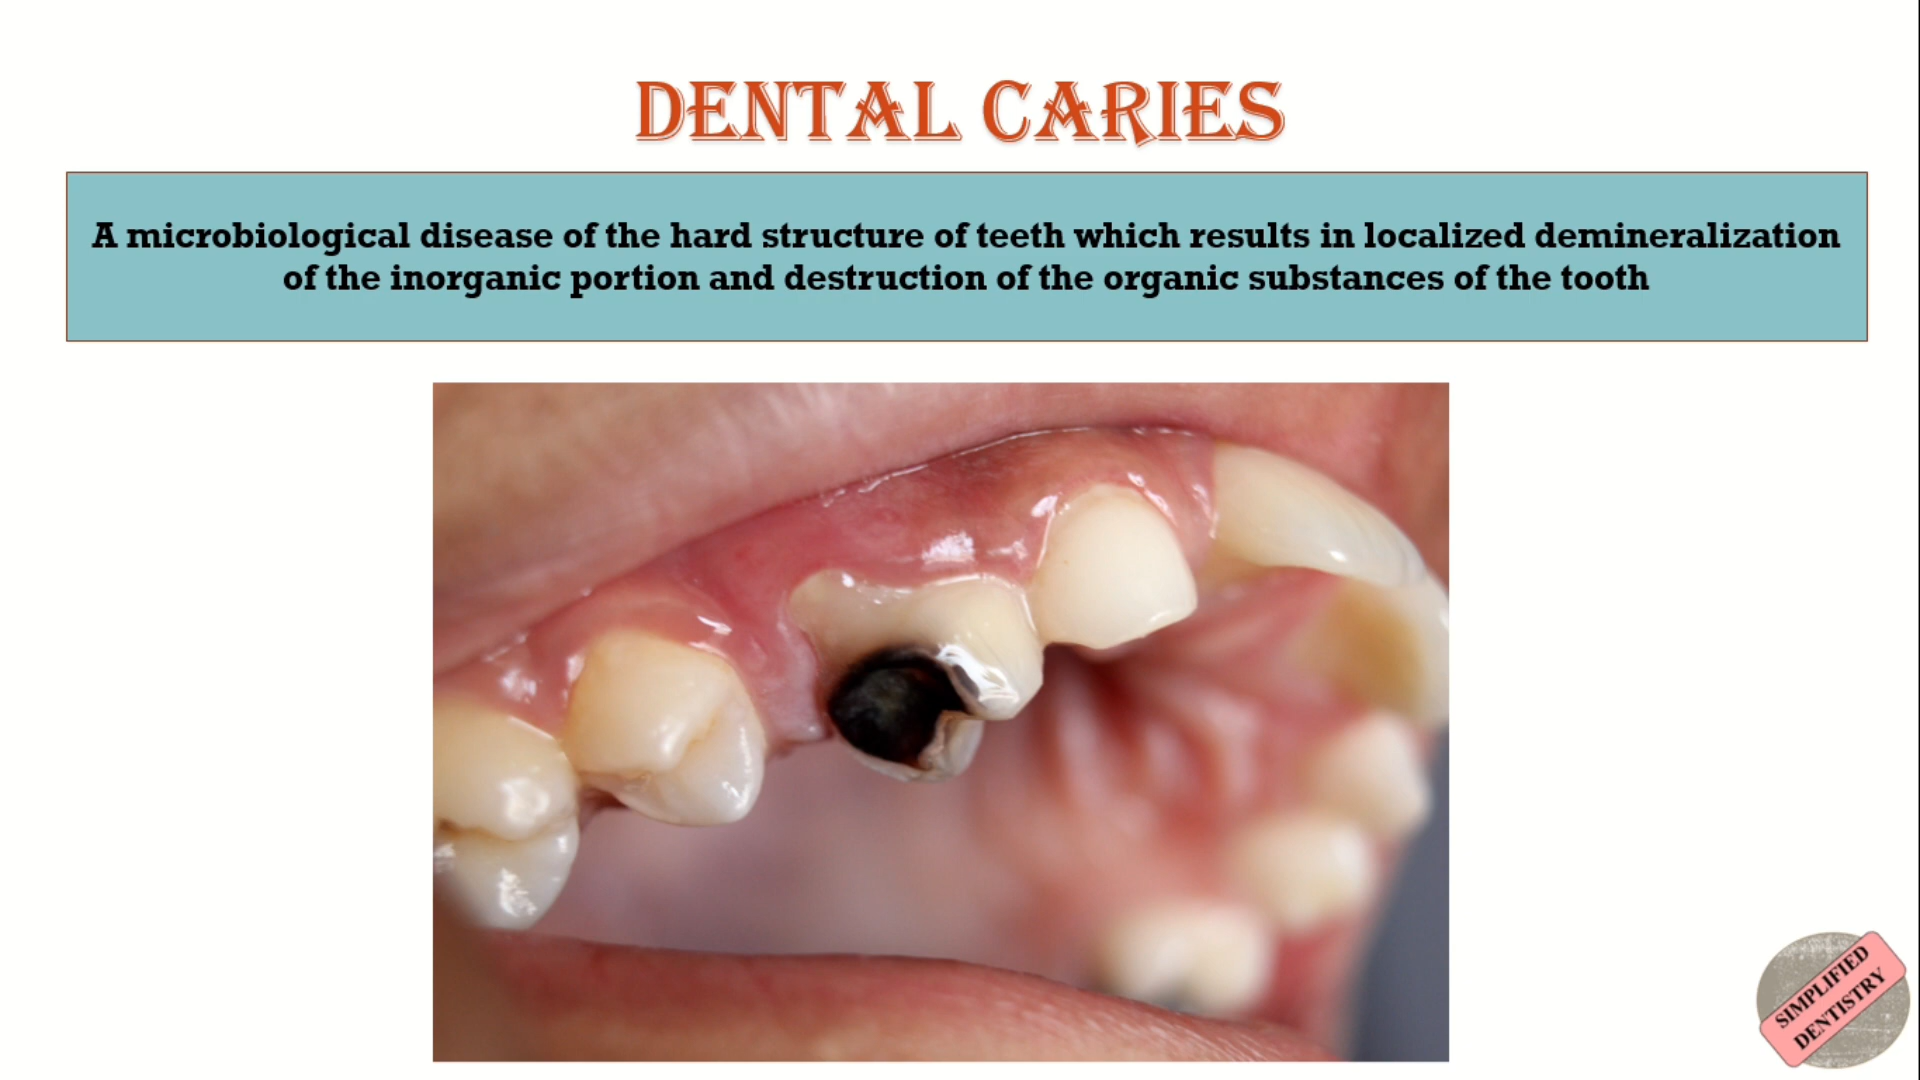 DENTAL CARIES
A microbiological disease of the hard structure of teeth which results in localized demineralization
of the inorganic portion and destruction of the organic substances of the tooth
SIMPLIFIED
DENTISTRY